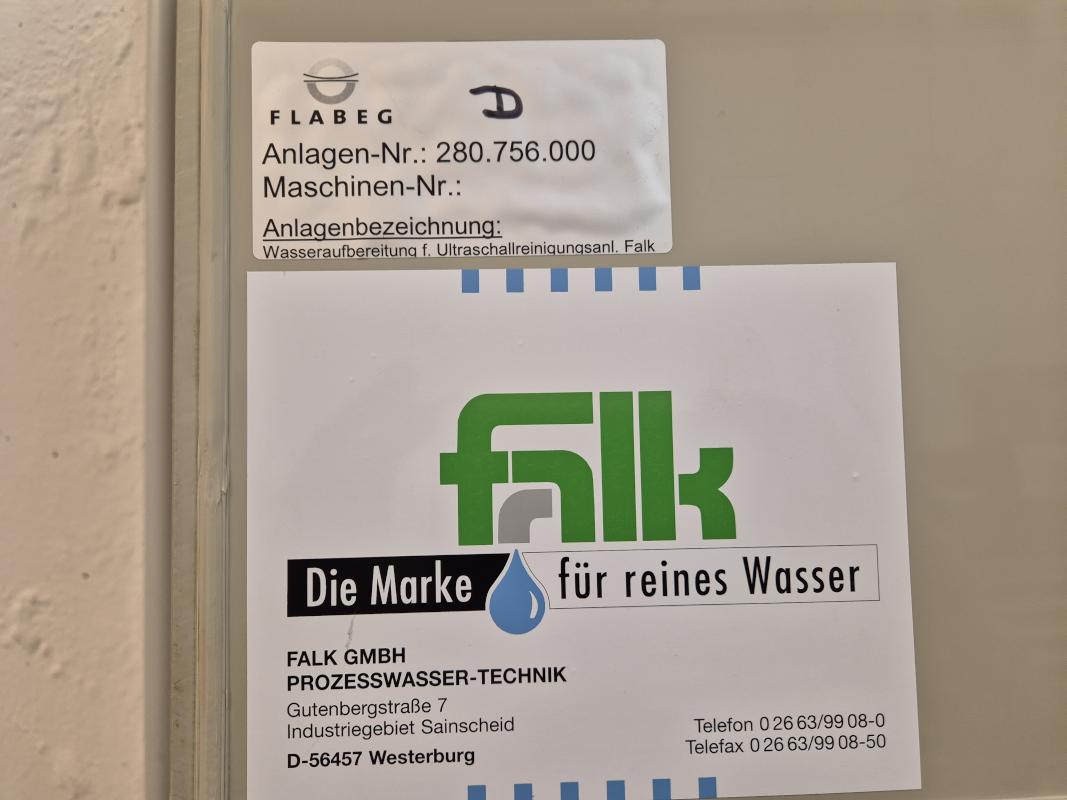 FLABEG
D
Anlagen-Nr.: 280.756.000
Maschinen-Nr.:
Anlagenbezeichnung:
Wasseraufbereitung f. Ultraschallreinigungsanl. Falk
falk
Die Marke für reines Wasser
FALK GMBH
PROZESSWASSER-TECHNIK
Gutenbergstraße 7
Industriegebiet Sainscheid
D-56457 Westerburg
Telefon 0 26 63/99 08-0
Telefax 0 26 63/99 08-50